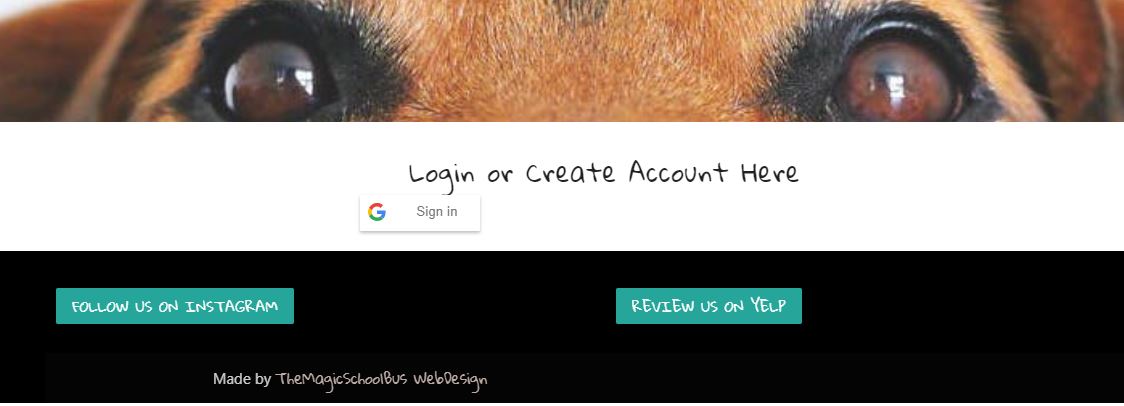 Login or Create Account Here
Sign in
FOLLOW US ON INSTAGRAM
REVIEW US ON YELP
Made by TheMagicSchoolBus WebDesign